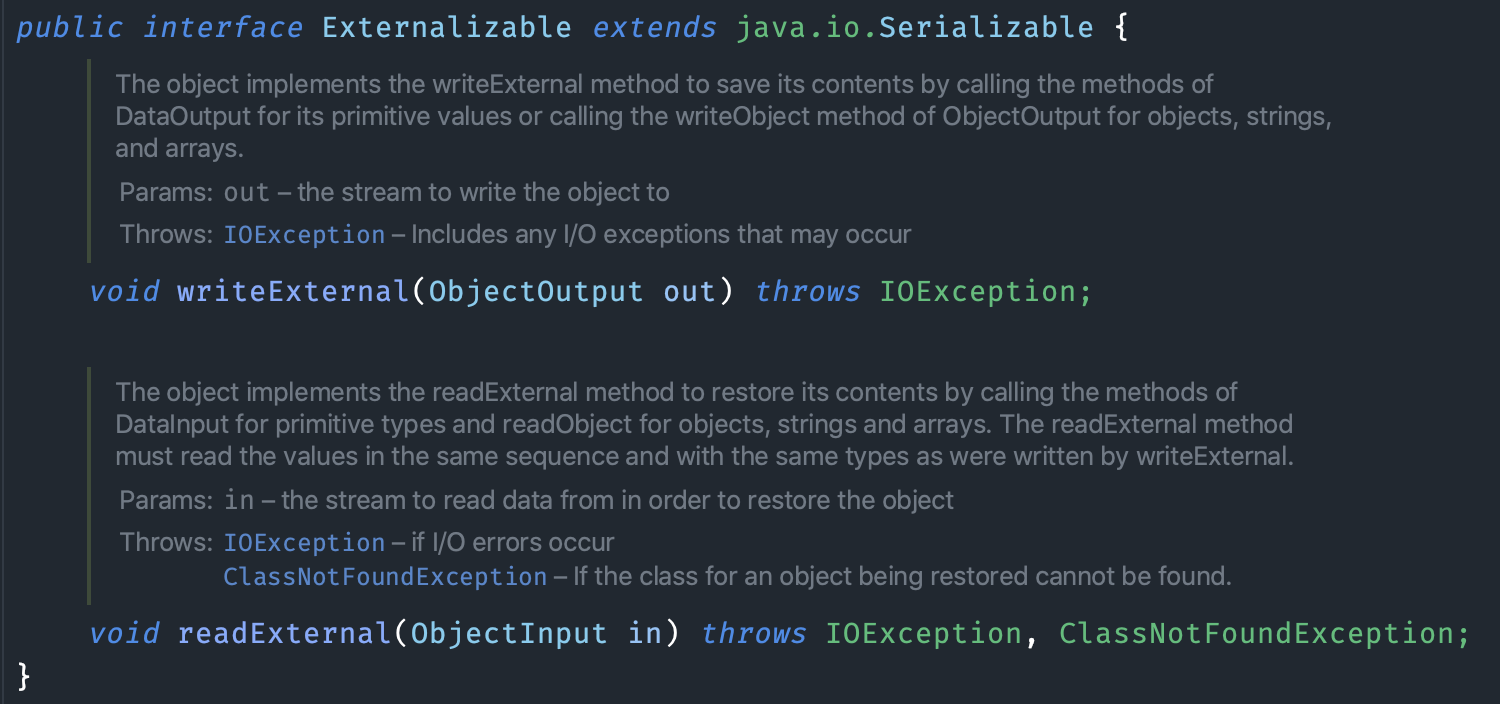 public interface Externalizable extends java.io.Serializable {
The object implements the writeExternal method to save its contents by calling the methods of
DataOutput for its primitive values or calling the writeObject method of ObjectOutput for objects, strings,
and arrays.
Params: out – the stream to write the object to
Throws: IOException – Includes any I/O exceptions that may occur
void writeExternal(ObjectOutput out) throws IOException;
The object implements the readExternal method to restore its contents by calling the methods of
DataInput for primitive types and readObject for objects, strings and arrays. The readExternal method
must read the values in the same sequence and with the same types as were written by writeExternal.
Params: in – the stream to read data from in order to restore the object
Throws: IOException – if I/O errors occur
ClassNotFoundException – If the class for an object being restored cannot be found.
void readExternal(ObjectInput in) throws IOException, ClassNotFoundException;
}